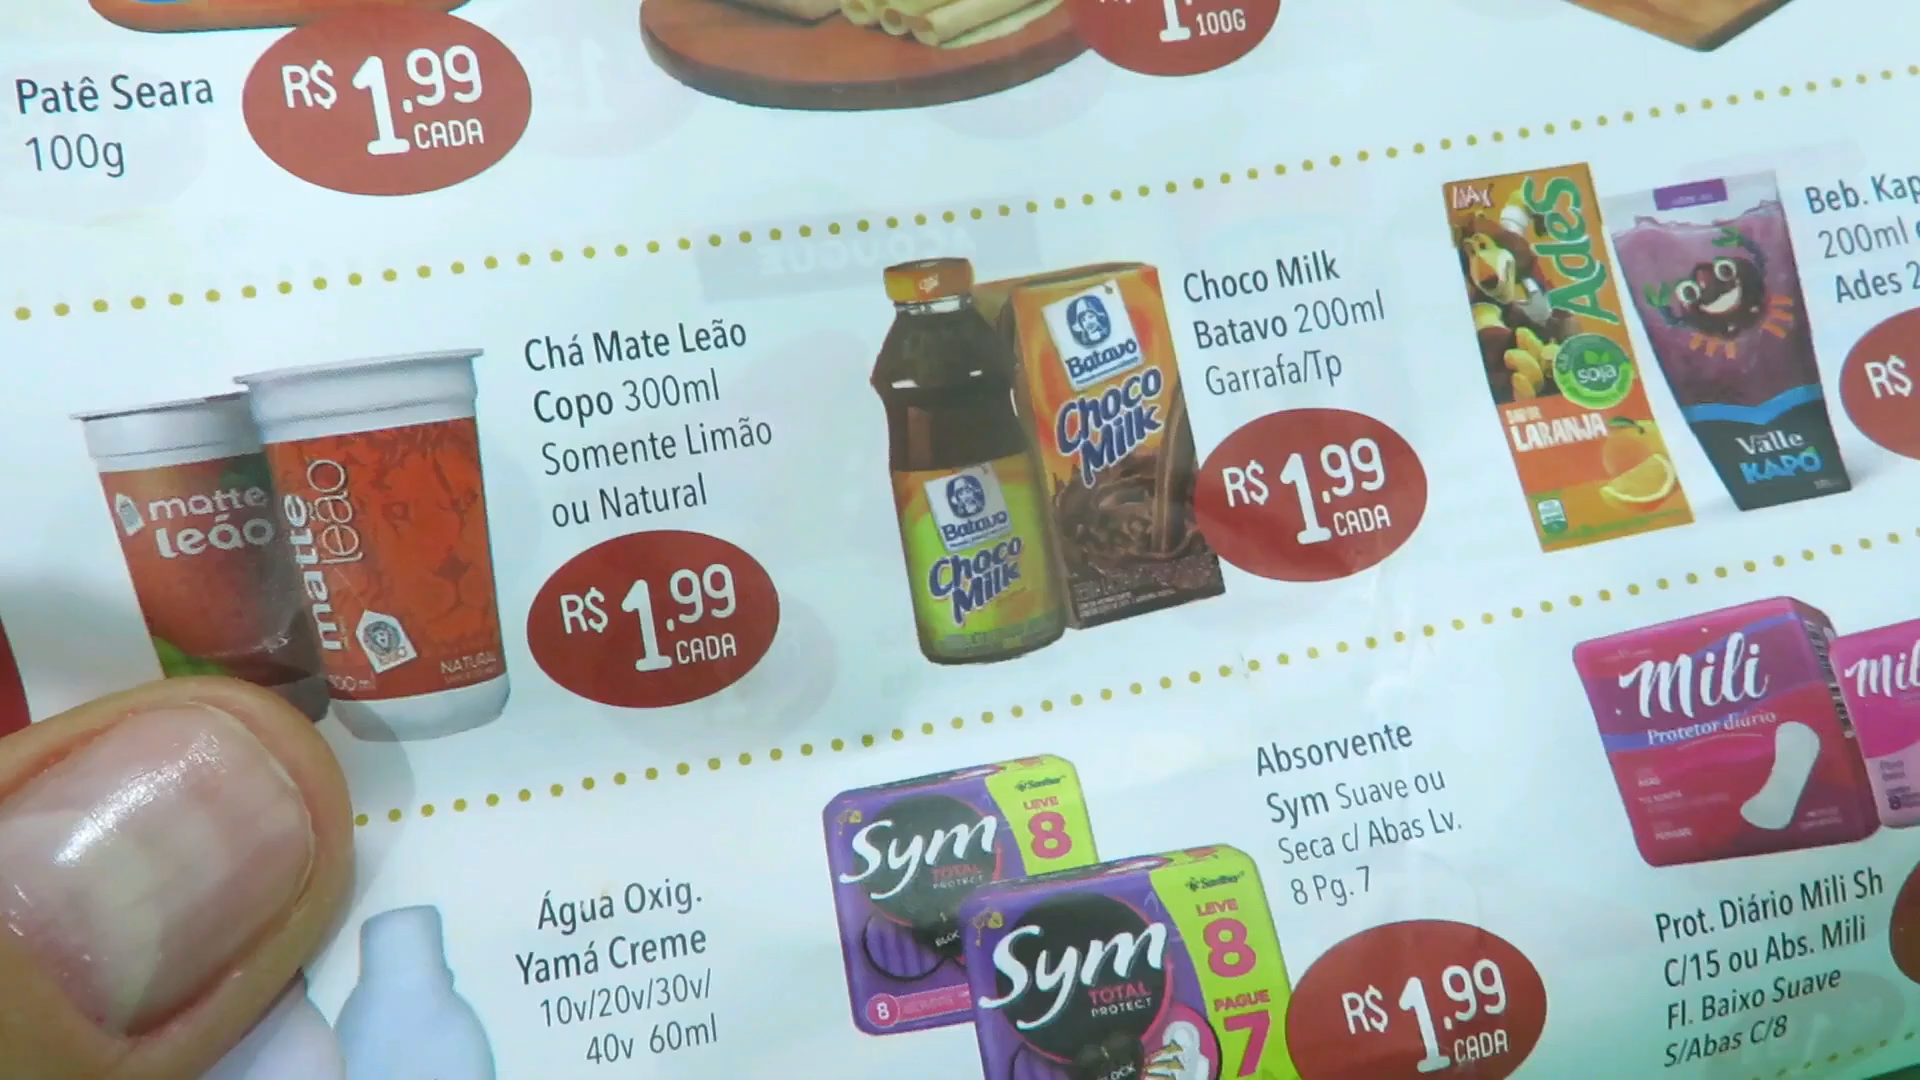 Patê Seara
100g
R$ 1.99
CADA
100G
Chá Mate Leão
Copo 300ml
Somente Limão
ou Natural
R$ 1.99
CADA
matte
leão
matte
leão
300ml
NATURAL
Choco Milk
Batavo 200ml
Garrafa/Tp
R$ 1.99
CADA
Batavo
Choco
Milk
Batavo
Choco
Milk
Beb. Kap
200ml
Ades 2
R$
MAX
AdeS
soja
LARANJA
Valle
KAPO
Água Oxig.
Yamá Creme
10v/20v/30v/
40v 60ml
Absorvente
Sym Suave ou
Seca c/ Abas Lv.
8 Pg. 7
R$ 1.99
CADA
Sym
TOTAL
PROTECT
LEVE
8
8
Sym
TOTAL
PROTECT
LEVE
8
PAGUE
7
Mili
Protetor diário
Mil
Prot. Diário Mili Sh
C/15 ou Abs. Mili
Fl. Baixo Suave
S/Abas C/8